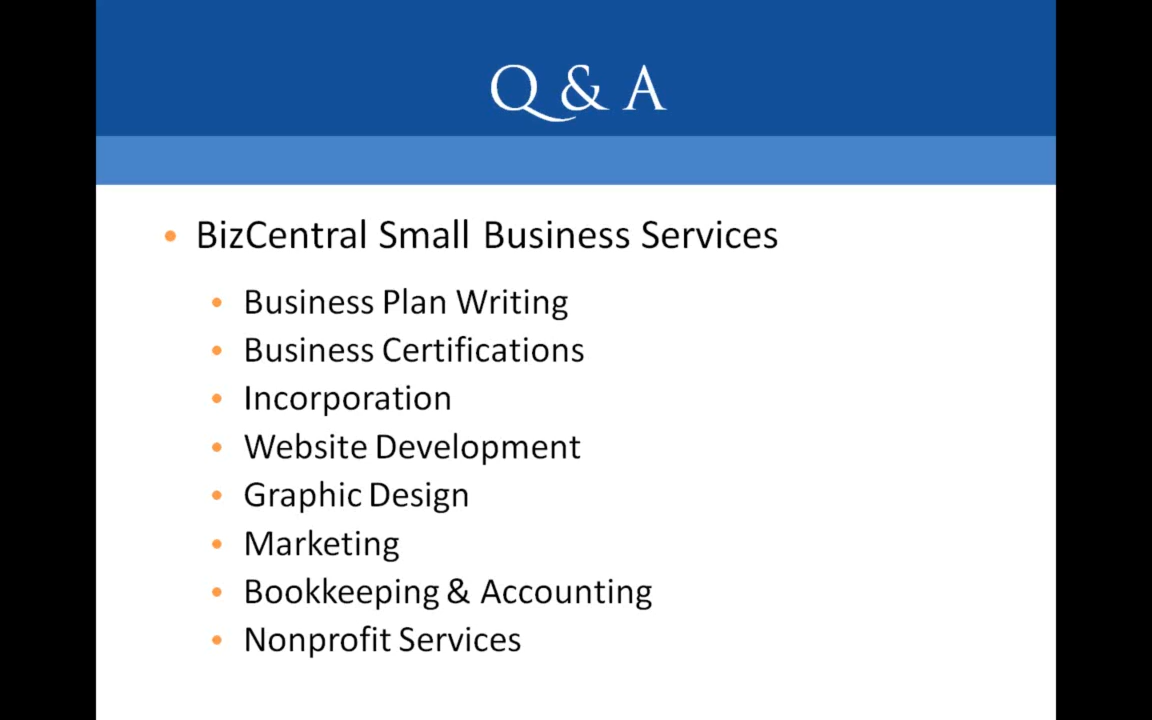 Q & A
• BizCentral Small Business Services
• Business Plan Writing
• Business Certifications
• Incorporation
• Website Development
• Graphic Design
• Marketing
• Bookkeeping & Accounting
• Nonprofit Services